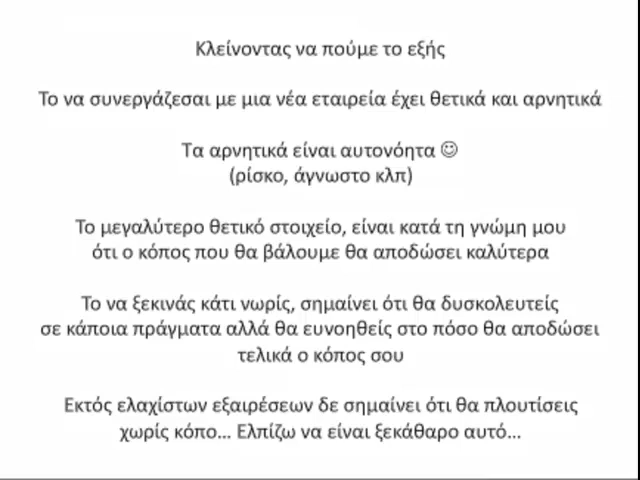 Κλείνοντας να πούμε το εξής
Το να συνεργάζεσαι με μια νέα εταιρεία έχει θετικά και αρνητικά
Τα αρνητικά είναι αυτονόητα ☺
(ρίσκο, άγνωστο κλπ)
Το μεγαλύτερο θετικό στοιχείο, είναι κατά τη γνώμη μου
ότι ο κόπος που θα βάλουμε θα αποδώσει καλύτερα
Το να ξεκινάς κάτι νωρίς, σημαίνει ότι θα δυσκολευτείς
σε κάποια πράγματα αλλά θα ευνοηθείς στο πόσο θα αποδώσει
τελικά ο κόπος σου
Εκτός ελαχίστων εξαιρέσεων δε σημαίνει ότι θα πλουτίσεις
χωρίς κόπο... Ελπίζω να είναι ξεκάθαρο αυτό...